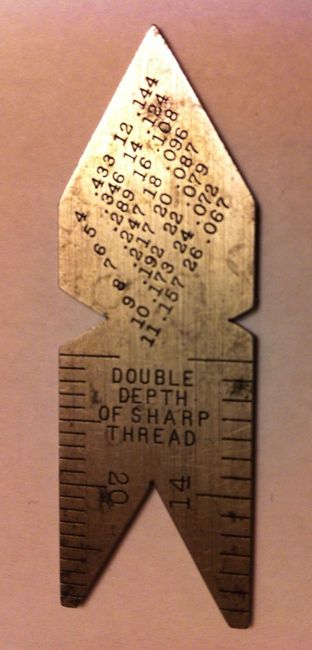 4 .433 12 .144
5 .346 14 .124
6 .289 16 .108
7 .247 18 .096
8 .217 20 .087
9 .192 22 .079
10 .173 24 .072
11 .157 26 .067
DOUBLE
DEPTH
OF SHARP
THREAD
20
14